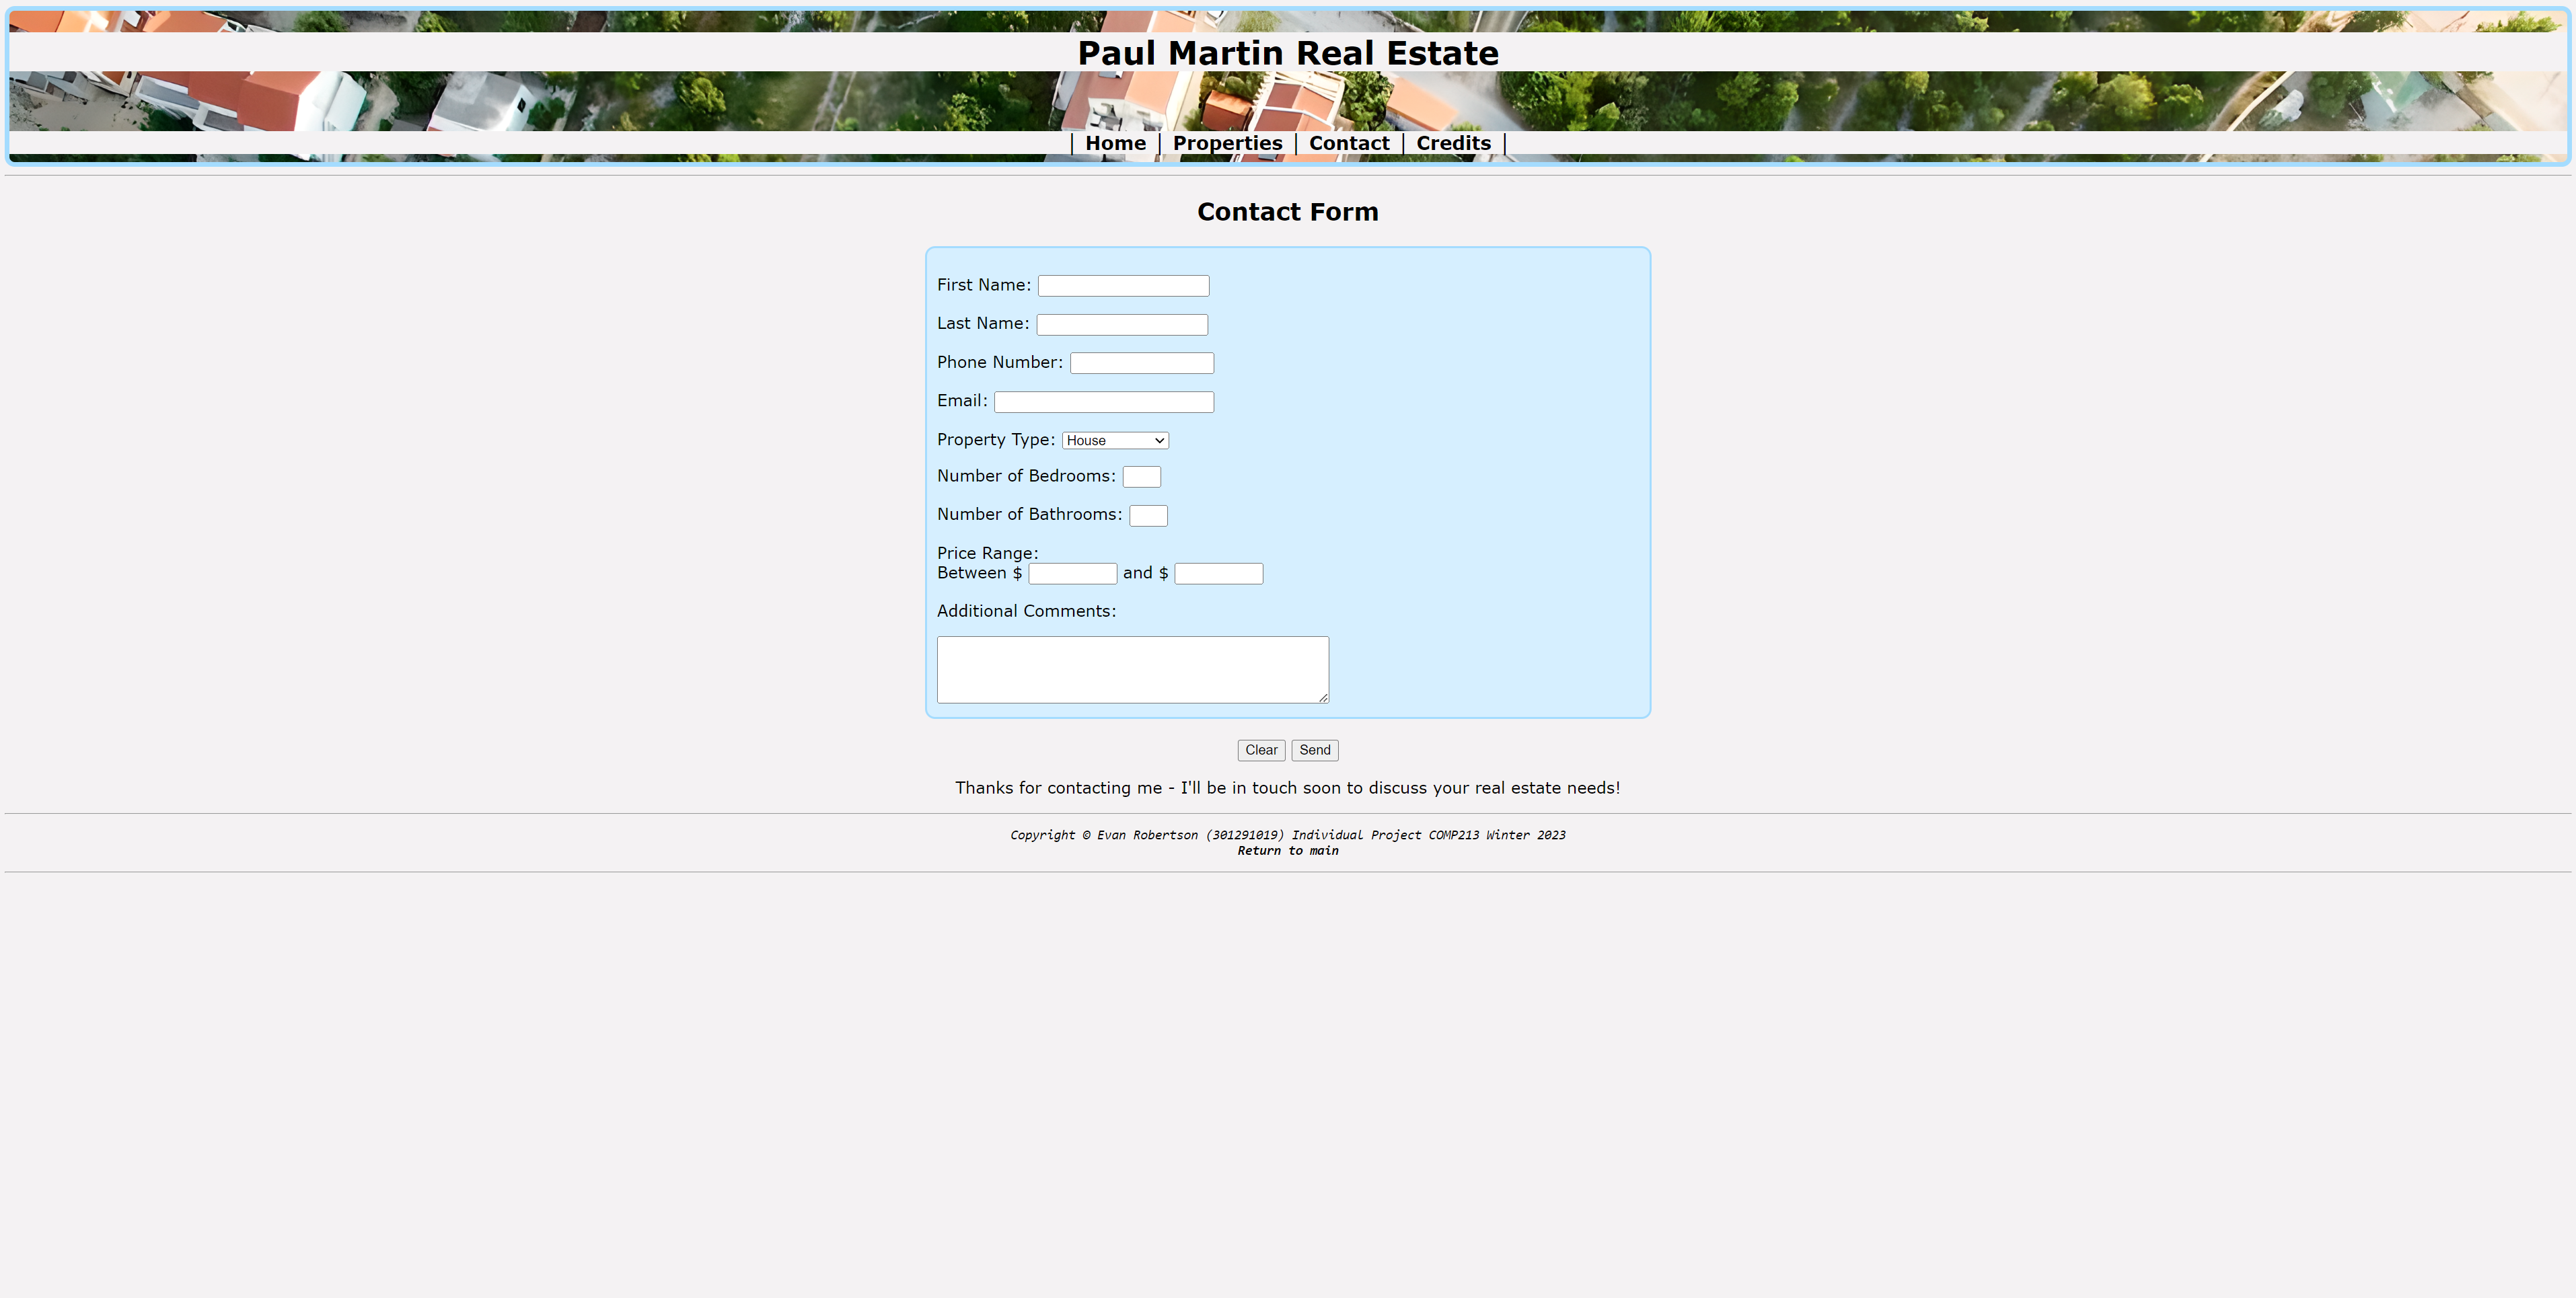 Paul Martin Real Estate
| Home | Properties | Contact | Credits |
Contact Form
First Name:
Last Name:
Phone Number:
Email:
Property Type: House
Number of Bedrooms:
Number of Bathrooms:
Price Range:
Between $ and $
Additional Comments:
Clear Send
Thanks for contacting me - I'll be in touch soon to discuss your real estate needs!
Copyright © Evan Robertson (301291019) Individual Project COMP213 Winter 2023
Return to main